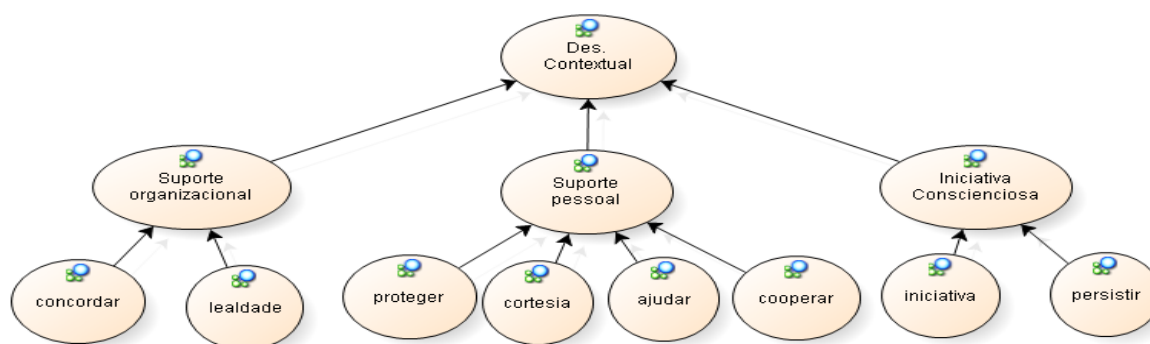 Des.
Contextual
Suporte
organizacional
Suporte
pessoal
Iniciativa
Conscienciosa
concordar
lealdade
proteger
cortesia
ajudar
cooperar
iniciativa
persistir